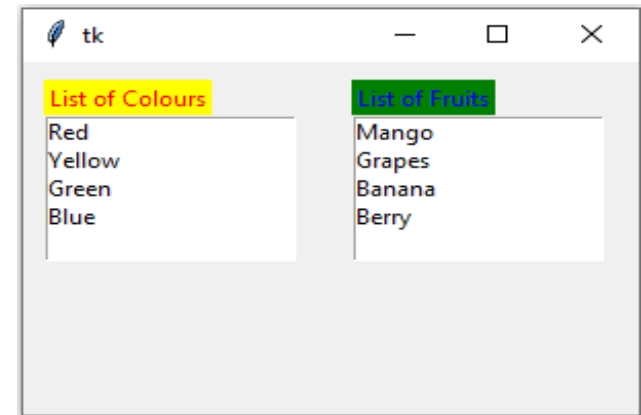 tk
List of Colours
Red
Yellow
Green
Blue
List of Fruits
Mango
Grapes
Banana
Berry